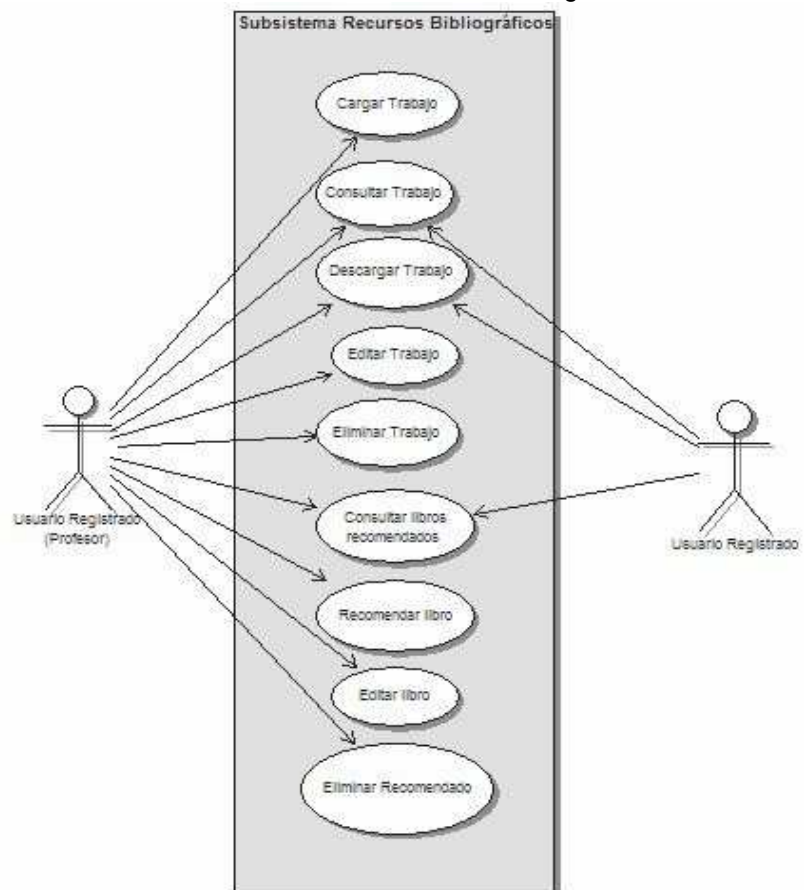 Subsistema Recursos Bibliográficos
Cargar Trabajo
Consultar Trabajo
Descargar Trabajo
Editar Trabajo
Eliminar Trabajo
Consultar libros
recomendados
Recomendar libro
Editar libro
Eliminar Recomendado
Usuario Registrado
(Profesor)
Usuario Registrado